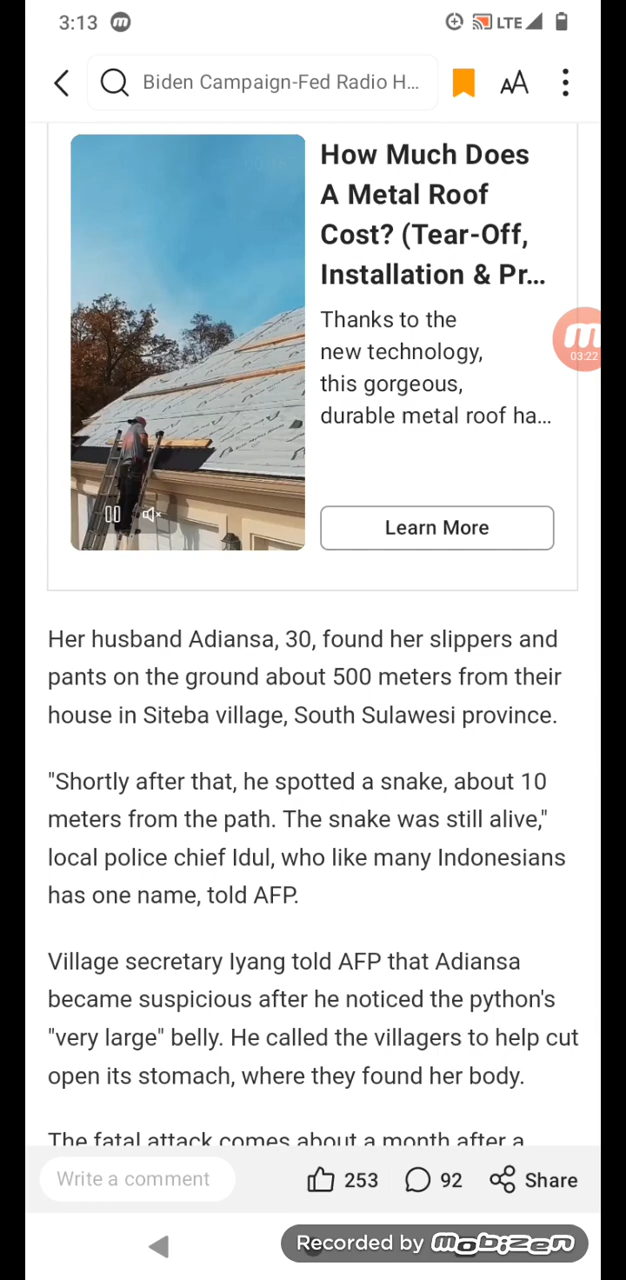 3:13
LTE
Biden Campaign-Fed Radio H...
AA
How Much Does
A Metal Roof
Cost? (Tear-Off,
Installation & Pr...
Thanks to the
new technology,
this gorgeous,
durable metal roof ha...
03:22
Learn More
Her husband Adiansa, 30, found her slippers and
pants on the ground about 500 meters from their
house in Siteba village, South Sulawesi province.
"Shortly after that, he spotted a snake, about 10
meters from the path. The snake was still alive,"
local police chief Idul, who like many Indonesians
has one name, told AFP.
Village secretary Iyang told AFP that Adiansa
became suspicious after he noticed the python's
"very large" belly. He called the villagers to help cut
open its stomach, where they found her body.
The fatal attack comes about a month after a
Write a comment
253
92
Share
Recorded by mobizen